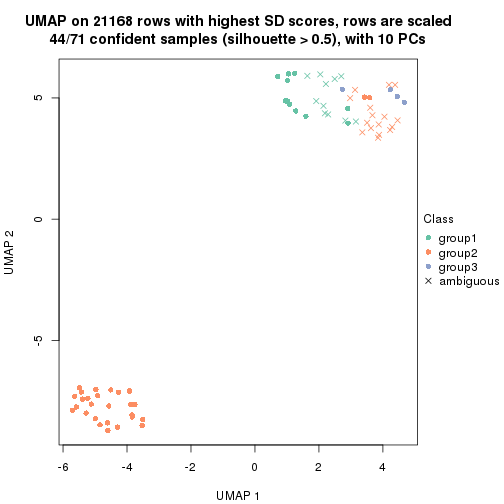 UMAP on 21168 rows with highest SD scores, rows are scaled
44/71 confident samples (silhouette > 0.5), with 10 PCs
5
0
-5
UMAP 2
-6
-4
-2
0
2
4
UMAP 1
Class
group1
group2
group3
ambiguous